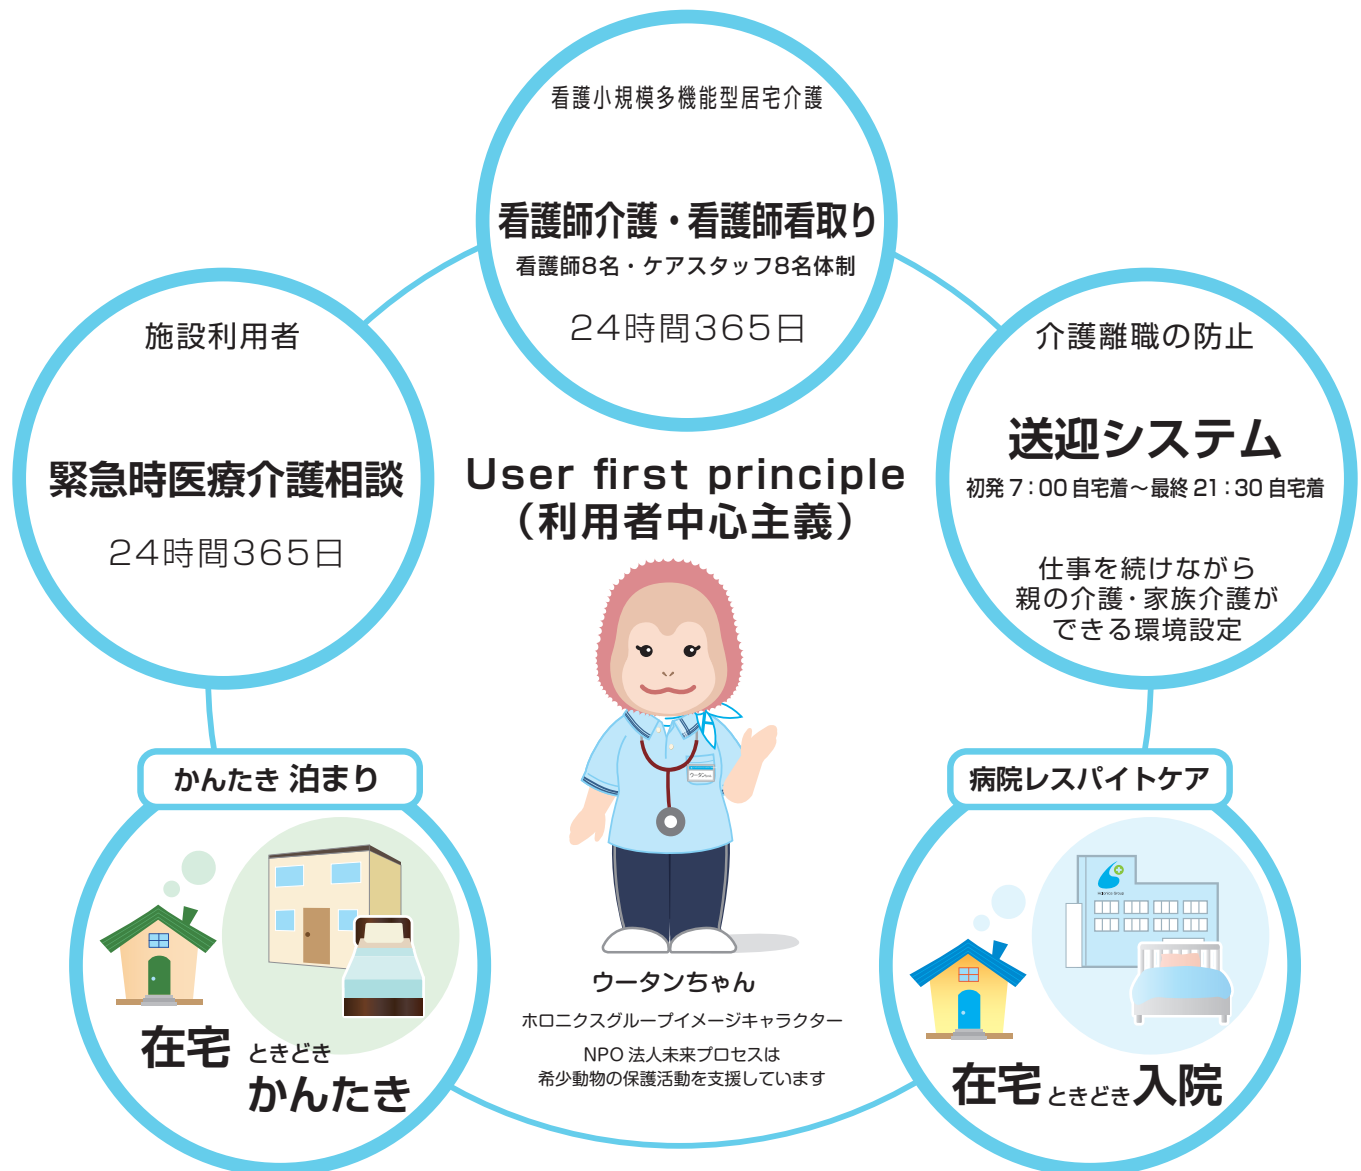 看護小規模多機能型居宅介護
看護師介護・看護師看取り
看護師8名・ケアスタッフ8名体制
24時間365日
施設利用者
緊急時医療介護相談
24時間365日
介護離職の防止
送迎システム
初発 7：00 自宅着～最終 21：30 自宅着
仕事を続けながら
親の介護・家族介護が
できる環境設定
User first principle
（利用者中心主義）
かんたき 泊まり
在宅 ときどき
かんたき
病院レスパイトケア
Holonics Group
在宅 ときどき 入院
ウータンちゃん
ウータンちゃん
ホロニクスグループイメージキャラクター
NPO 法人未来プロセスは
希少動物の保護活動を支援しています